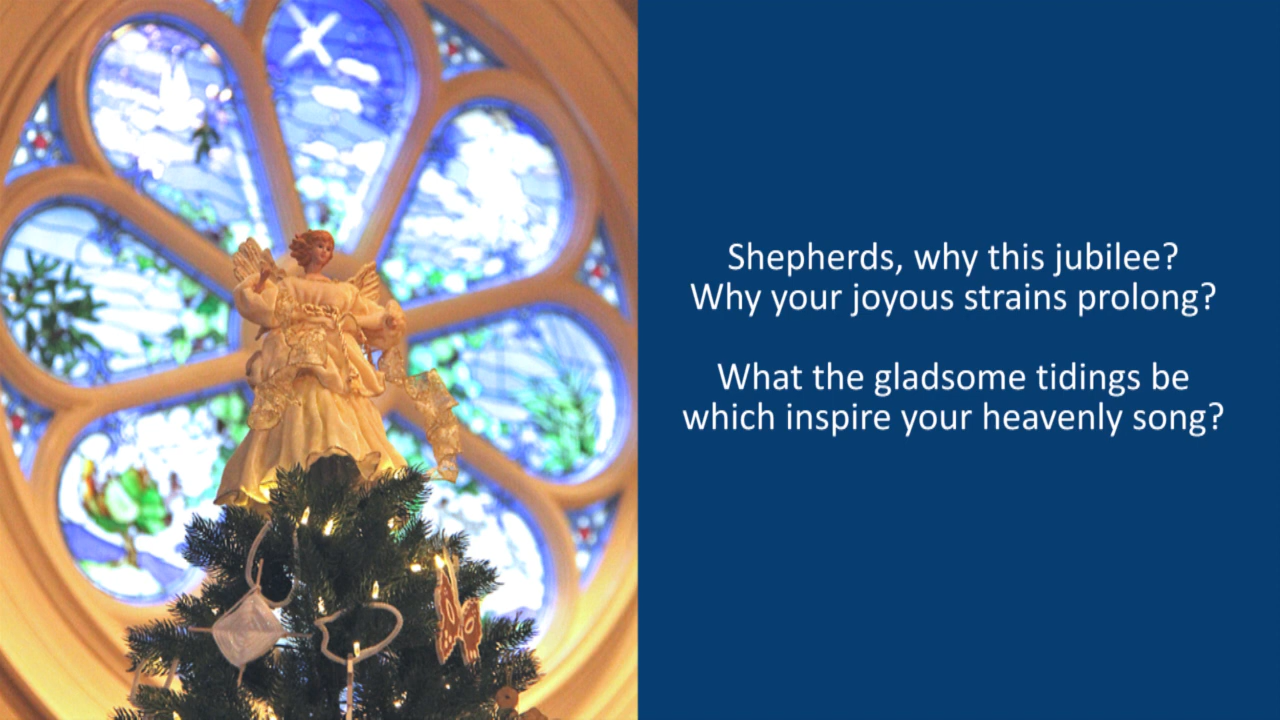 Shepherds, why this jubilee?
Why your joyous strains prolong?
What the gladsome tidings be
which inspire your heavenly song?